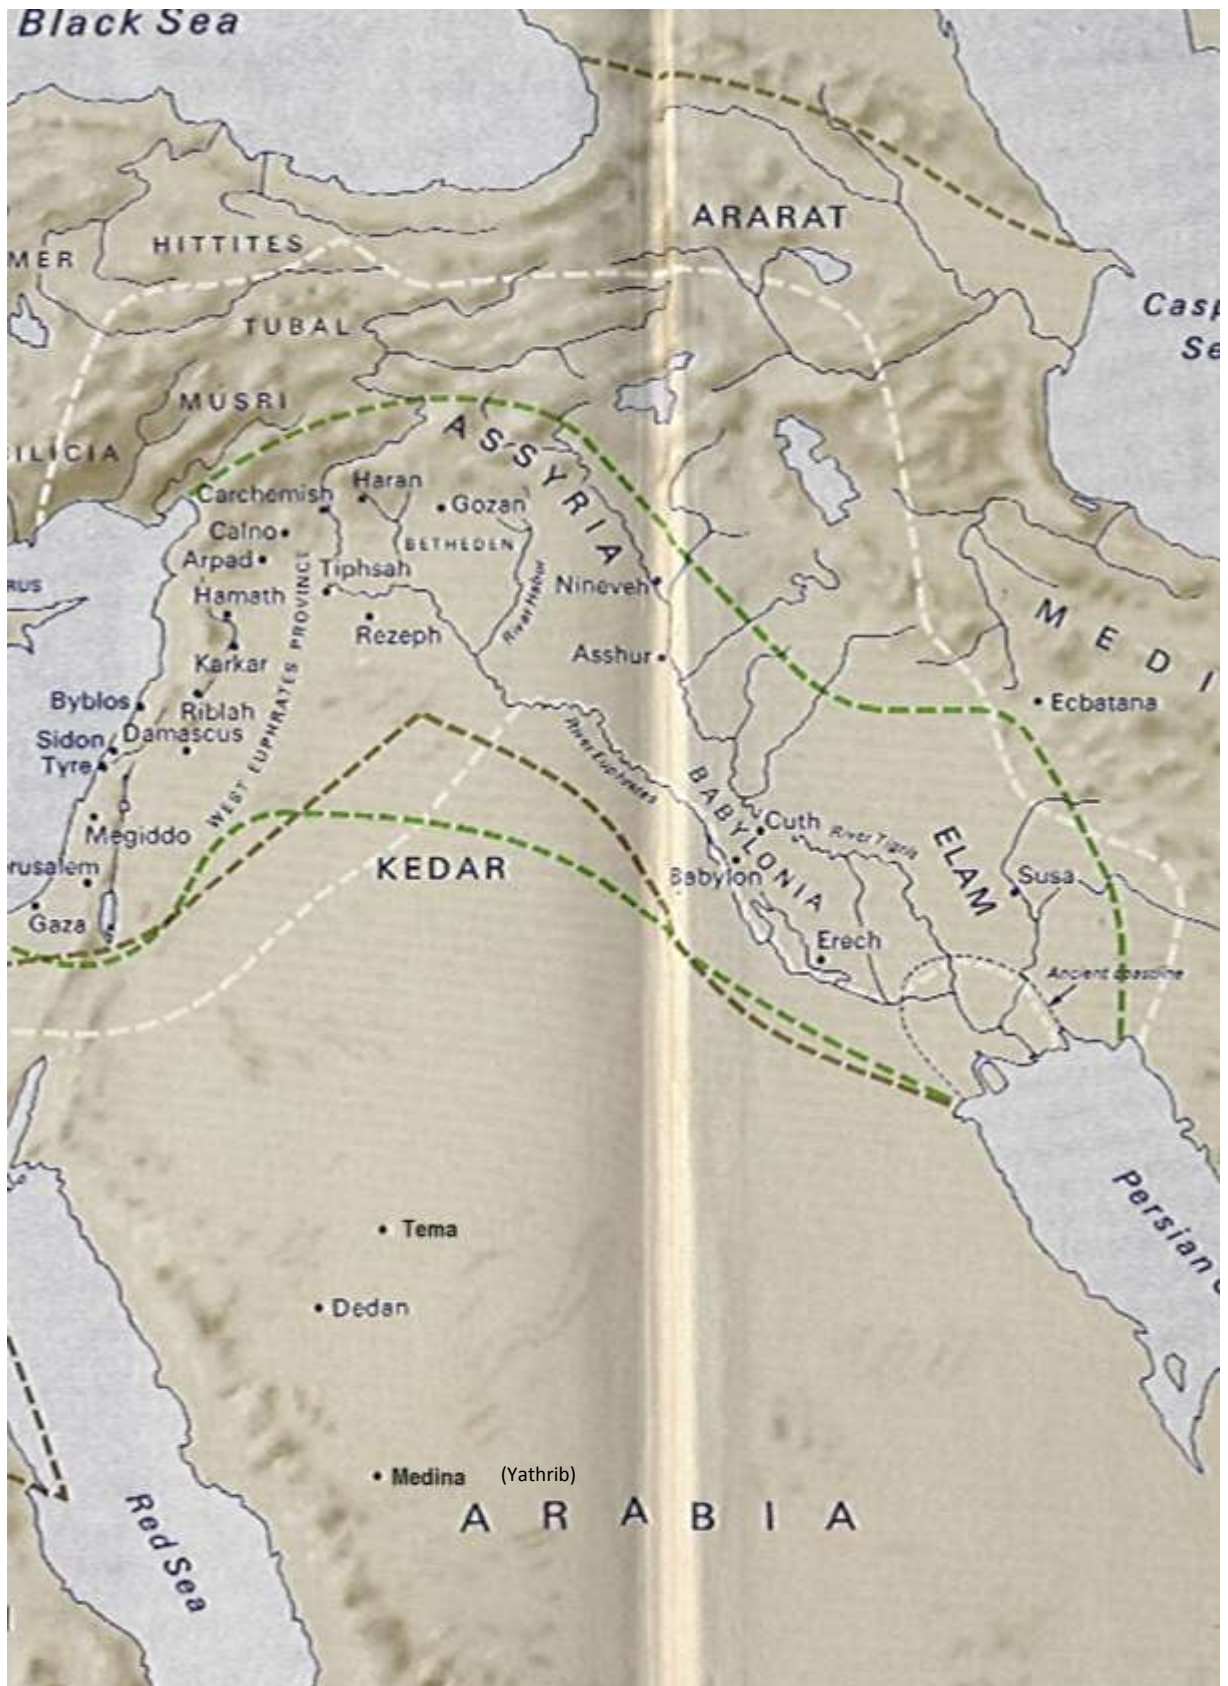 Black Sea
ARARAT
HITTITES
MER
Casp
Se
TUBAL
MUSRI
ILICIA
ASSYRIA
Haran
Carchemish
Gozan
Calno
BETHEDEN
Arpad
Tiphsah
RUS
Hamath
Nineveh
River Habur
MEDI
Rezeph
Karkar
Asshur
WEST EUPHRATES PROVINCE
Byblos
Riblah
Ecbatana
Sidon
Damascus
Tyre
River Euphrates
BABYLONIA
Megiddo
Cuth
River Tigris
ELAM
rusalem
KEDAR
Babylon
Susa
Gaza
Erech
Ancient coastline
Persian G
Tema
Dedan
Medina (Yathrib)
ARABIA
Red Sea